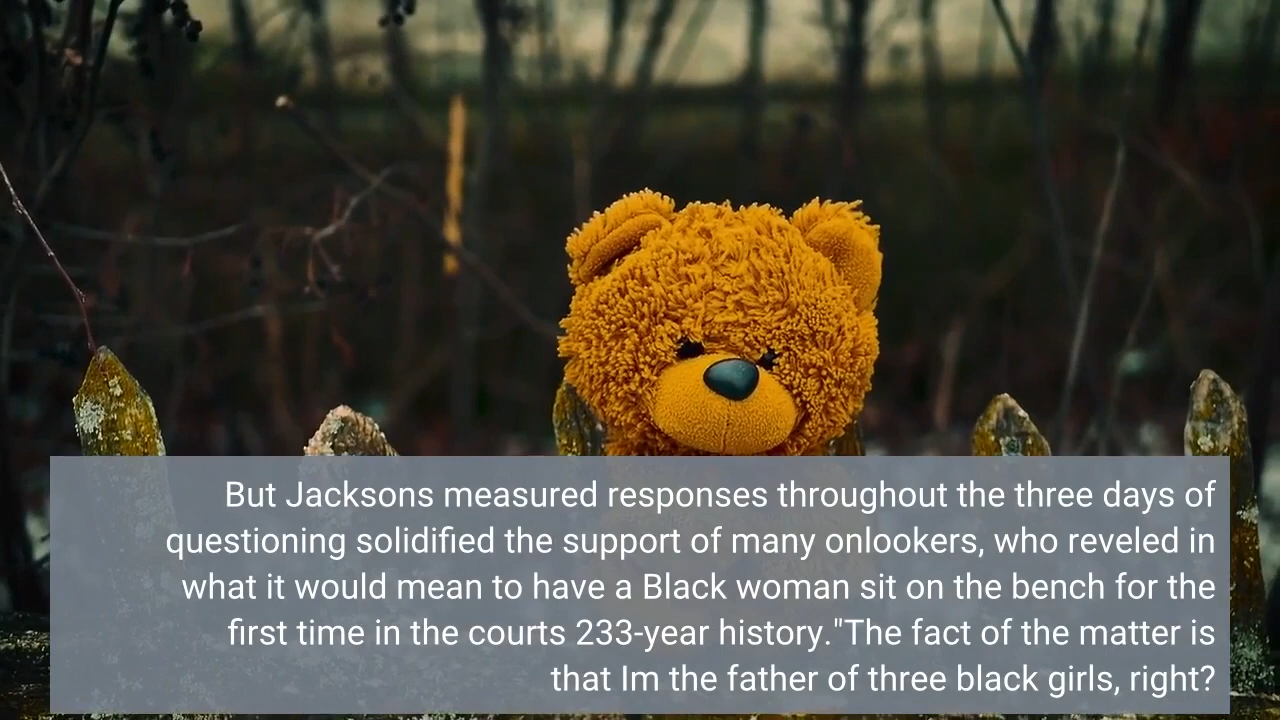 But Jacksons measured responses throughout the three days of
questioning solidified the support of many onlookers, who reveled in
what it would mean to have a Black woman sit on the bench for the
first time in the courts 233-year history."The fact of the matter is
that Im the father of three black girls, right?